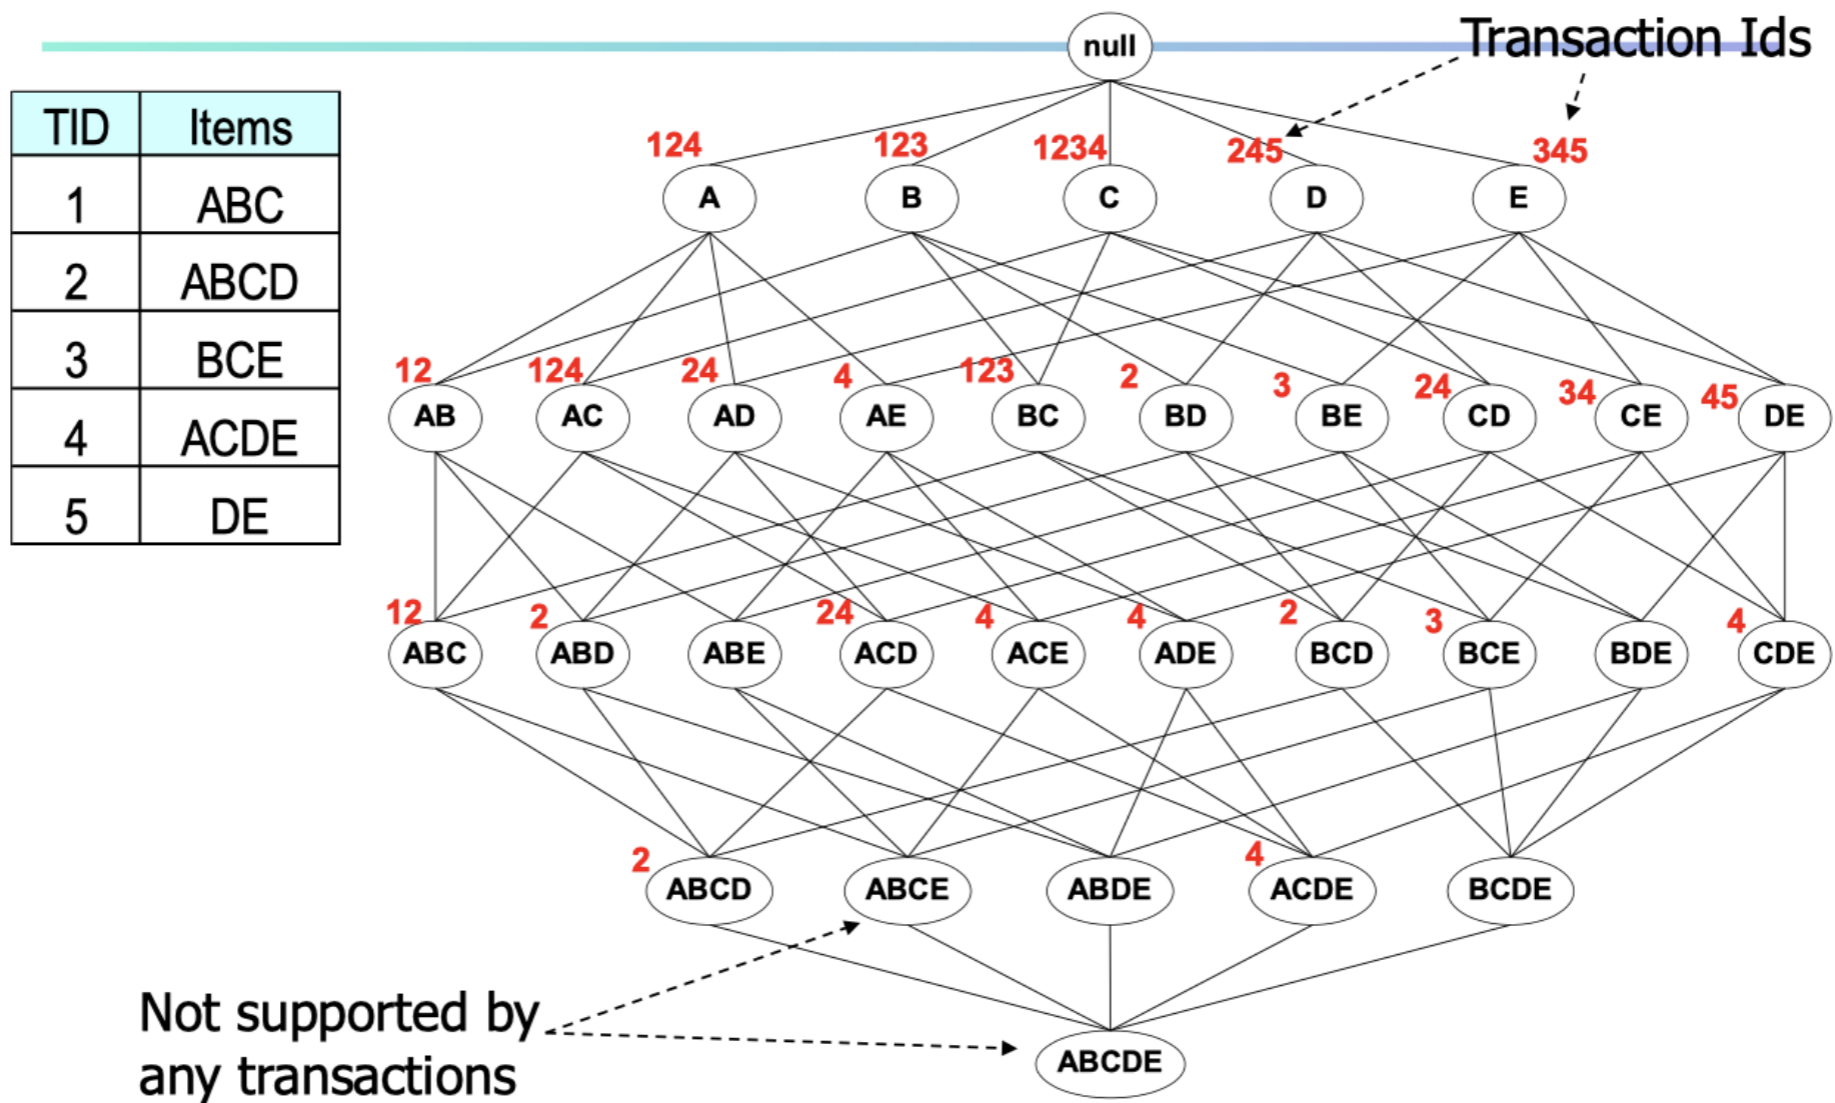 null
Transaction Ids
TID Items
1 ABC
2 ABCD
3 BCE
4 ACDE
5 DE
124 123 1234 245 345
A B C D E
12 124 24 4 123 2 3 24 34 45
AB AC AD AE BC BD BE CD CE DE
12 2 24 4 4 2 3 4
ABC ABD ABE ACD ACE ADE BCD BCE BDE CDE
2 4
ABCD ABCE ABDE ACDE BCDE
Not supported by
any transactions
ABCDE